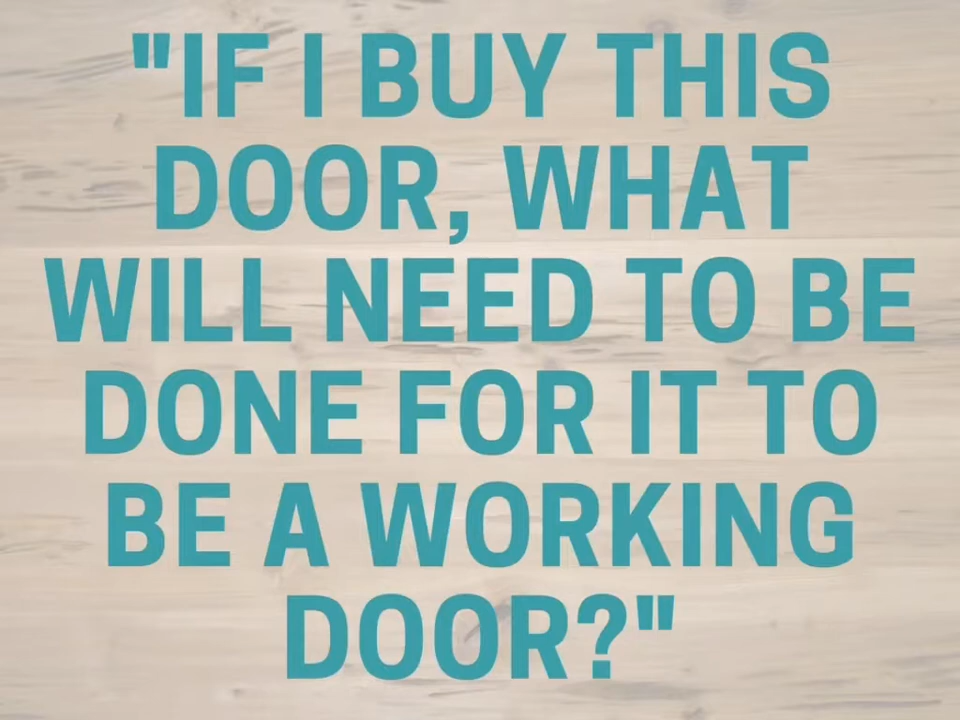 "IF I BUY THIS
DOOR, WHAT
WILL NEED TO BE
DONE FOR IT TO
BE A WORKING
DOOR?"